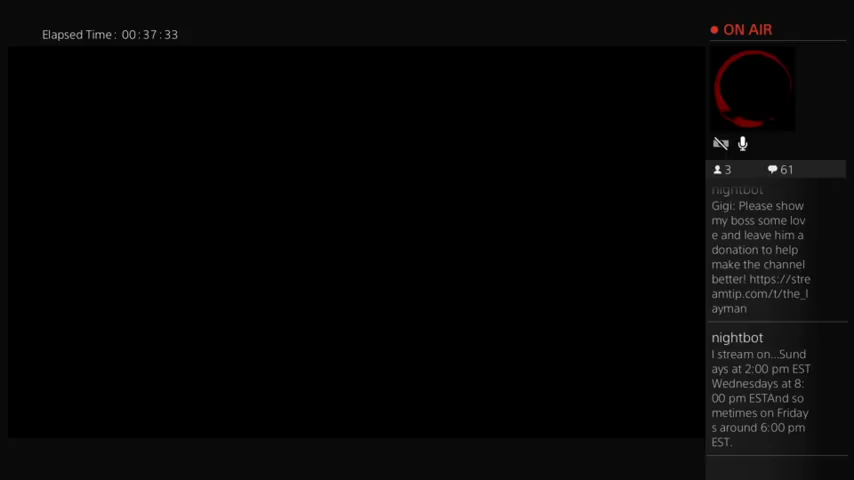 Elapsed Time: 00:37:33
ON AIR
3 61
nightbot
Gigi: Please show
my boss some lov
e and leave him a
donation to help
make the channel
better! https://stre
amtip.com/t/the_l
ayman
nightbot
I stream on...Sund
ays at 2:00 pm EST
Wednesdays at 8:
00 pm ESTAnd so
metimes on Friday
s around 6:00 pm
EST.